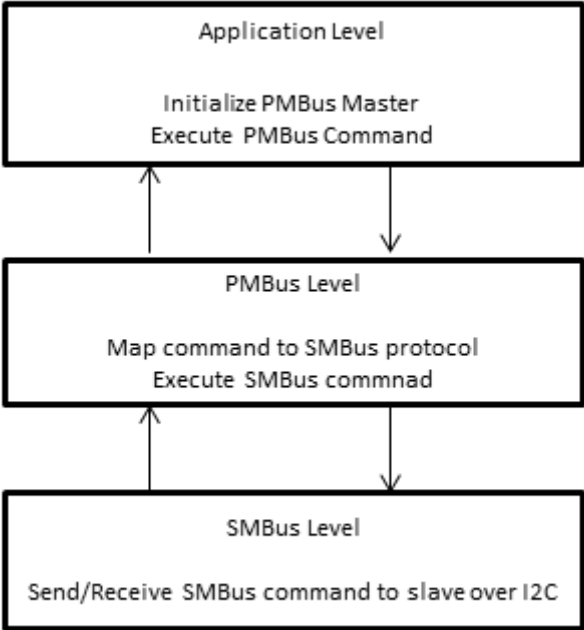 Application Level
Initialize PMBus Master
Execute PMBus Command
PMBus Level
Map command to SMBus protocol
Execute SMBus commnad
SMBus Level
Send/Receive SMBus command to slave over I2C